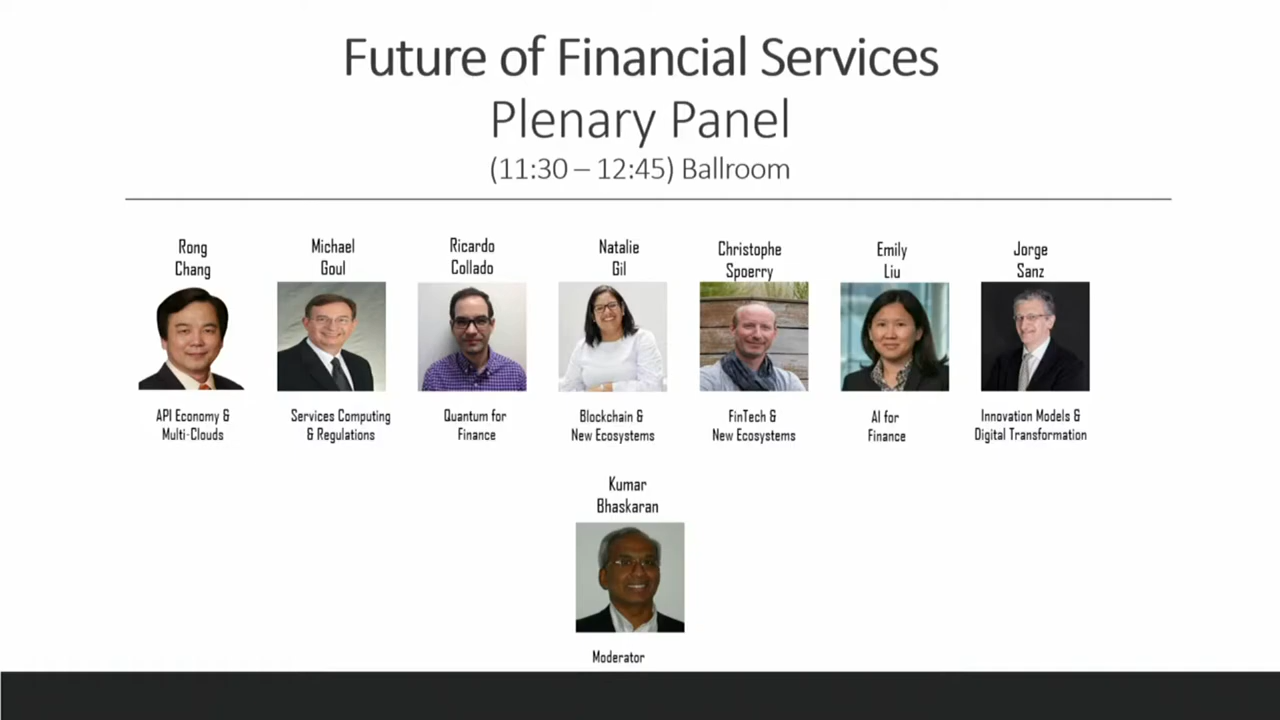 Future of Financial Services
Plenary Panel
(11:30 – 12:45) Ballroom
Rong
Chang
Michael
Goul
Ricardo
Collado
Natalie
Gil
Christophe
Spoerry
Emily
Liu
Jorge
Sanz
API Economy &
Multi-Clouds
Services Computing
& Regulations
Quantum for
Finance
Blockchain &
New Ecosystems
FinTech &
New Ecosystems
AI for
Finance
Innovation Models &
Digital Transformation
Kumar
Bhaskaran
Moderator